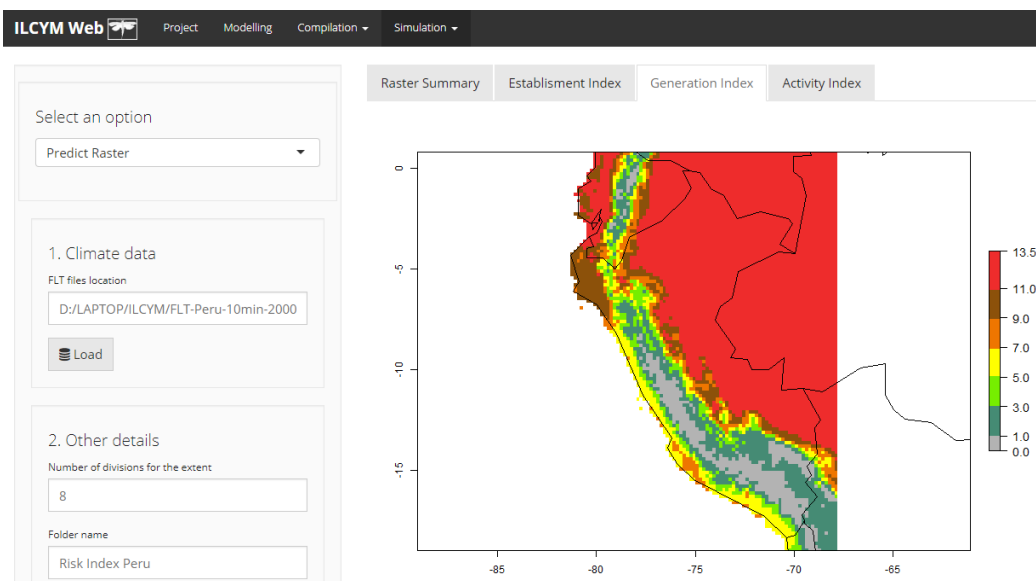 ILCYM Web Project Modelling Compilation Simulation
Raster Summary Establisment Index Generation Index Activity Index
Select an option
Predict Raster
1. Climate data
FLT files location
D:/LAPTOP/ILCYM/FLT-Peru-10min-2000
Load
2. Other details
Number of divisions for the extent
8
Folder name
Risk Index Peru
0
-5
-10
-15
-85 -80 -75 -70 -65
13.5
11.0
9.0
7.0
5.0
3.0
1.0
0.0